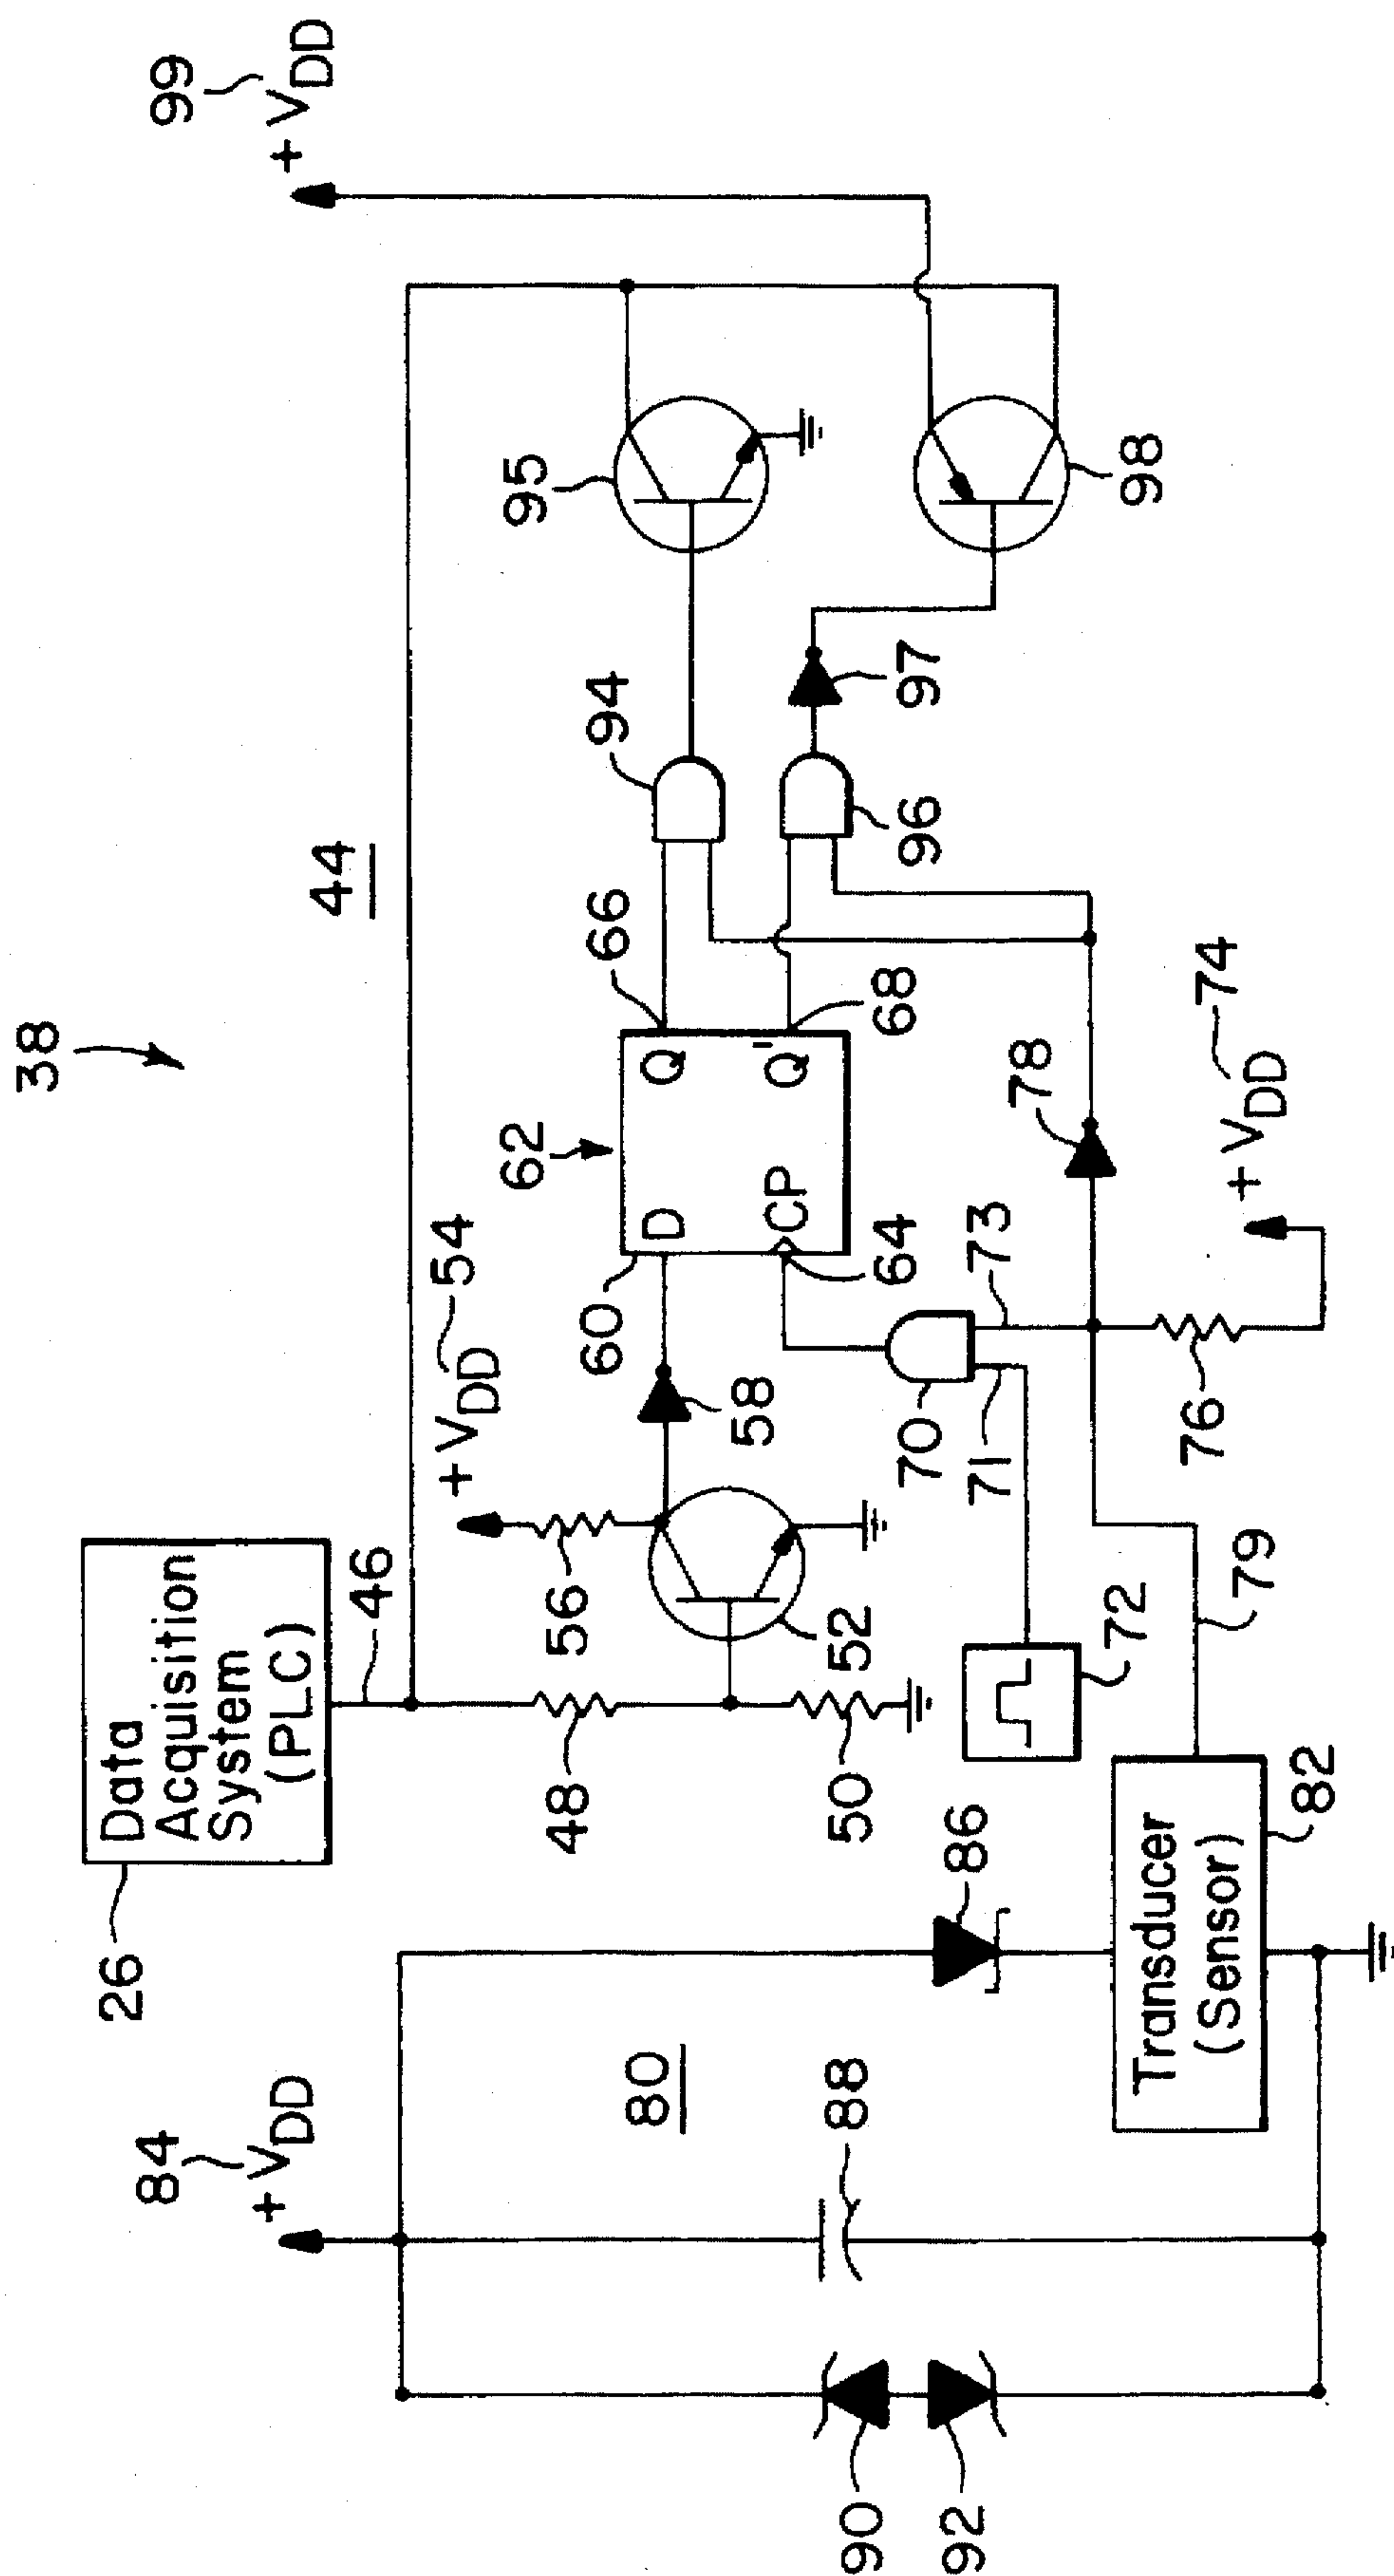 38
99
+ VDD
44
84
+ VDD
26
Data
Acquisition
System
(PLC)
46
54
+ VDD
56
48
50
52
58
60
62
D
Q
CP
Q̄
64
66
68
94
95
96
97
98
70
71
73
72
78
74
+ VDD
76
79
80
86
88
90
92
Transducer
(Sensor)
82